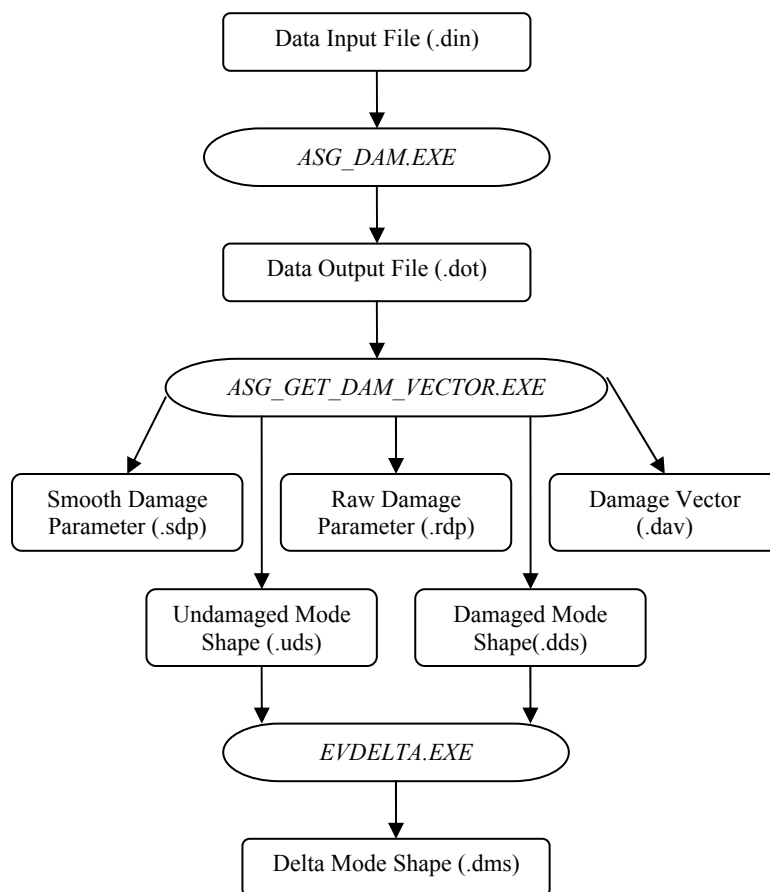 Data Input File (.din)
ASG_DAM.EXE
Data Output File (.dot)
ASG_GET_DAM_VECTOR.EXE
Smooth Damage
Parameter (.sdp)
Raw Damage
Parameter (.rdp)
Damage Vector
(.dav)
Undamaged Mode
Shape (.uds)
Damaged Mode
Shape(.dds)
EVDELTA.EXE
Delta Mode Shape (.dms)